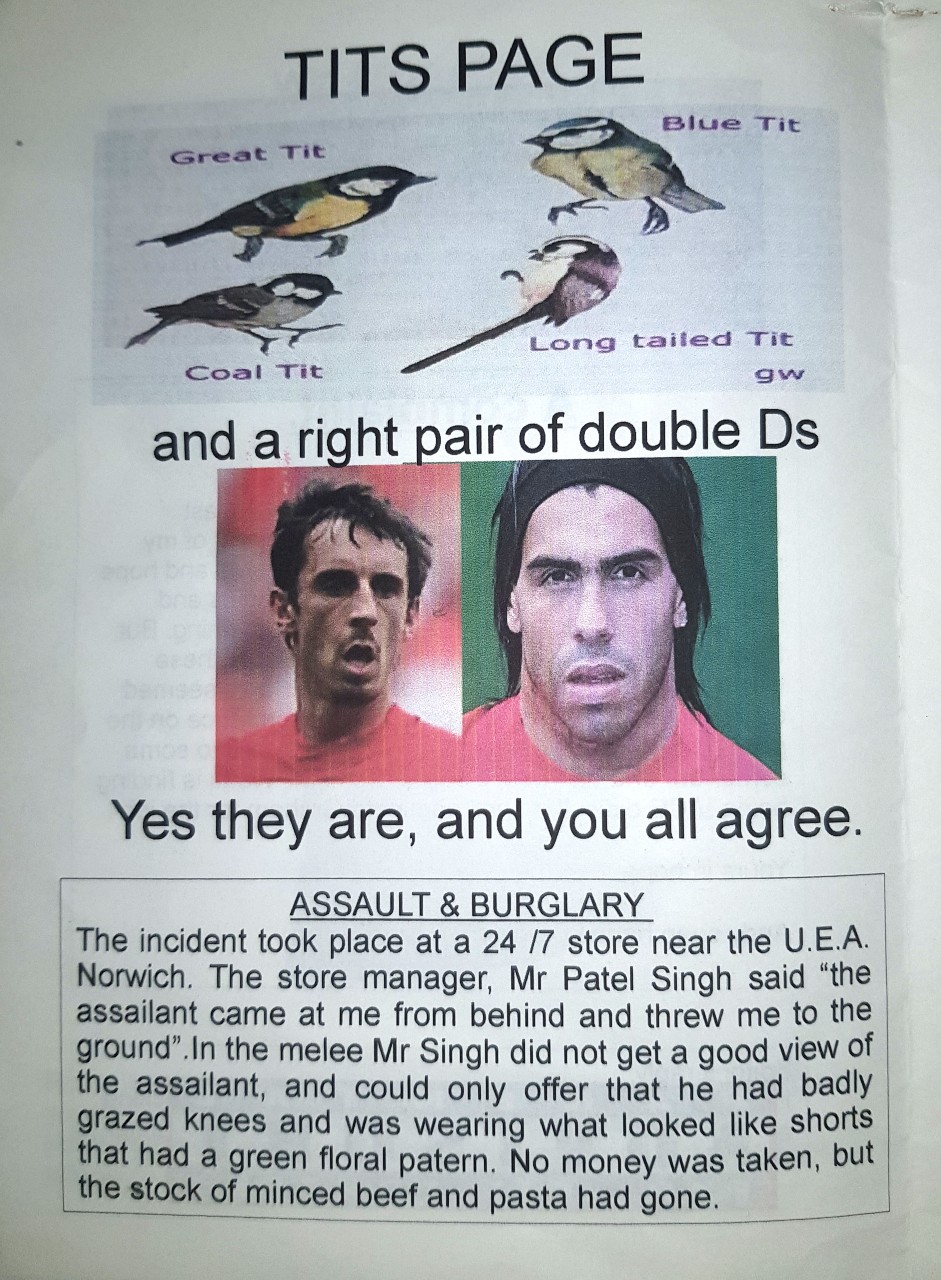 TITS PAGE
Great Tit
Blue Tit
Coal Tit
Long tailed Tit
gw
and a right pair of double Ds
Yes they are, and you all agree.
ASSAULT & BURGLARY
The incident took place at a 24 /7 store near the U.E.A.
Norwich. The store manager, Mr Patel Singh said “the
assailant came at me from behind and threw me to the
ground”.In the melee Mr Singh did not get a good view of
the assailant, and could only offer that he had badly
grazed knees and was wearing what looked like shorts
that had a green floral patern. No money was taken, but
the stock of minced beef and pasta had gone.